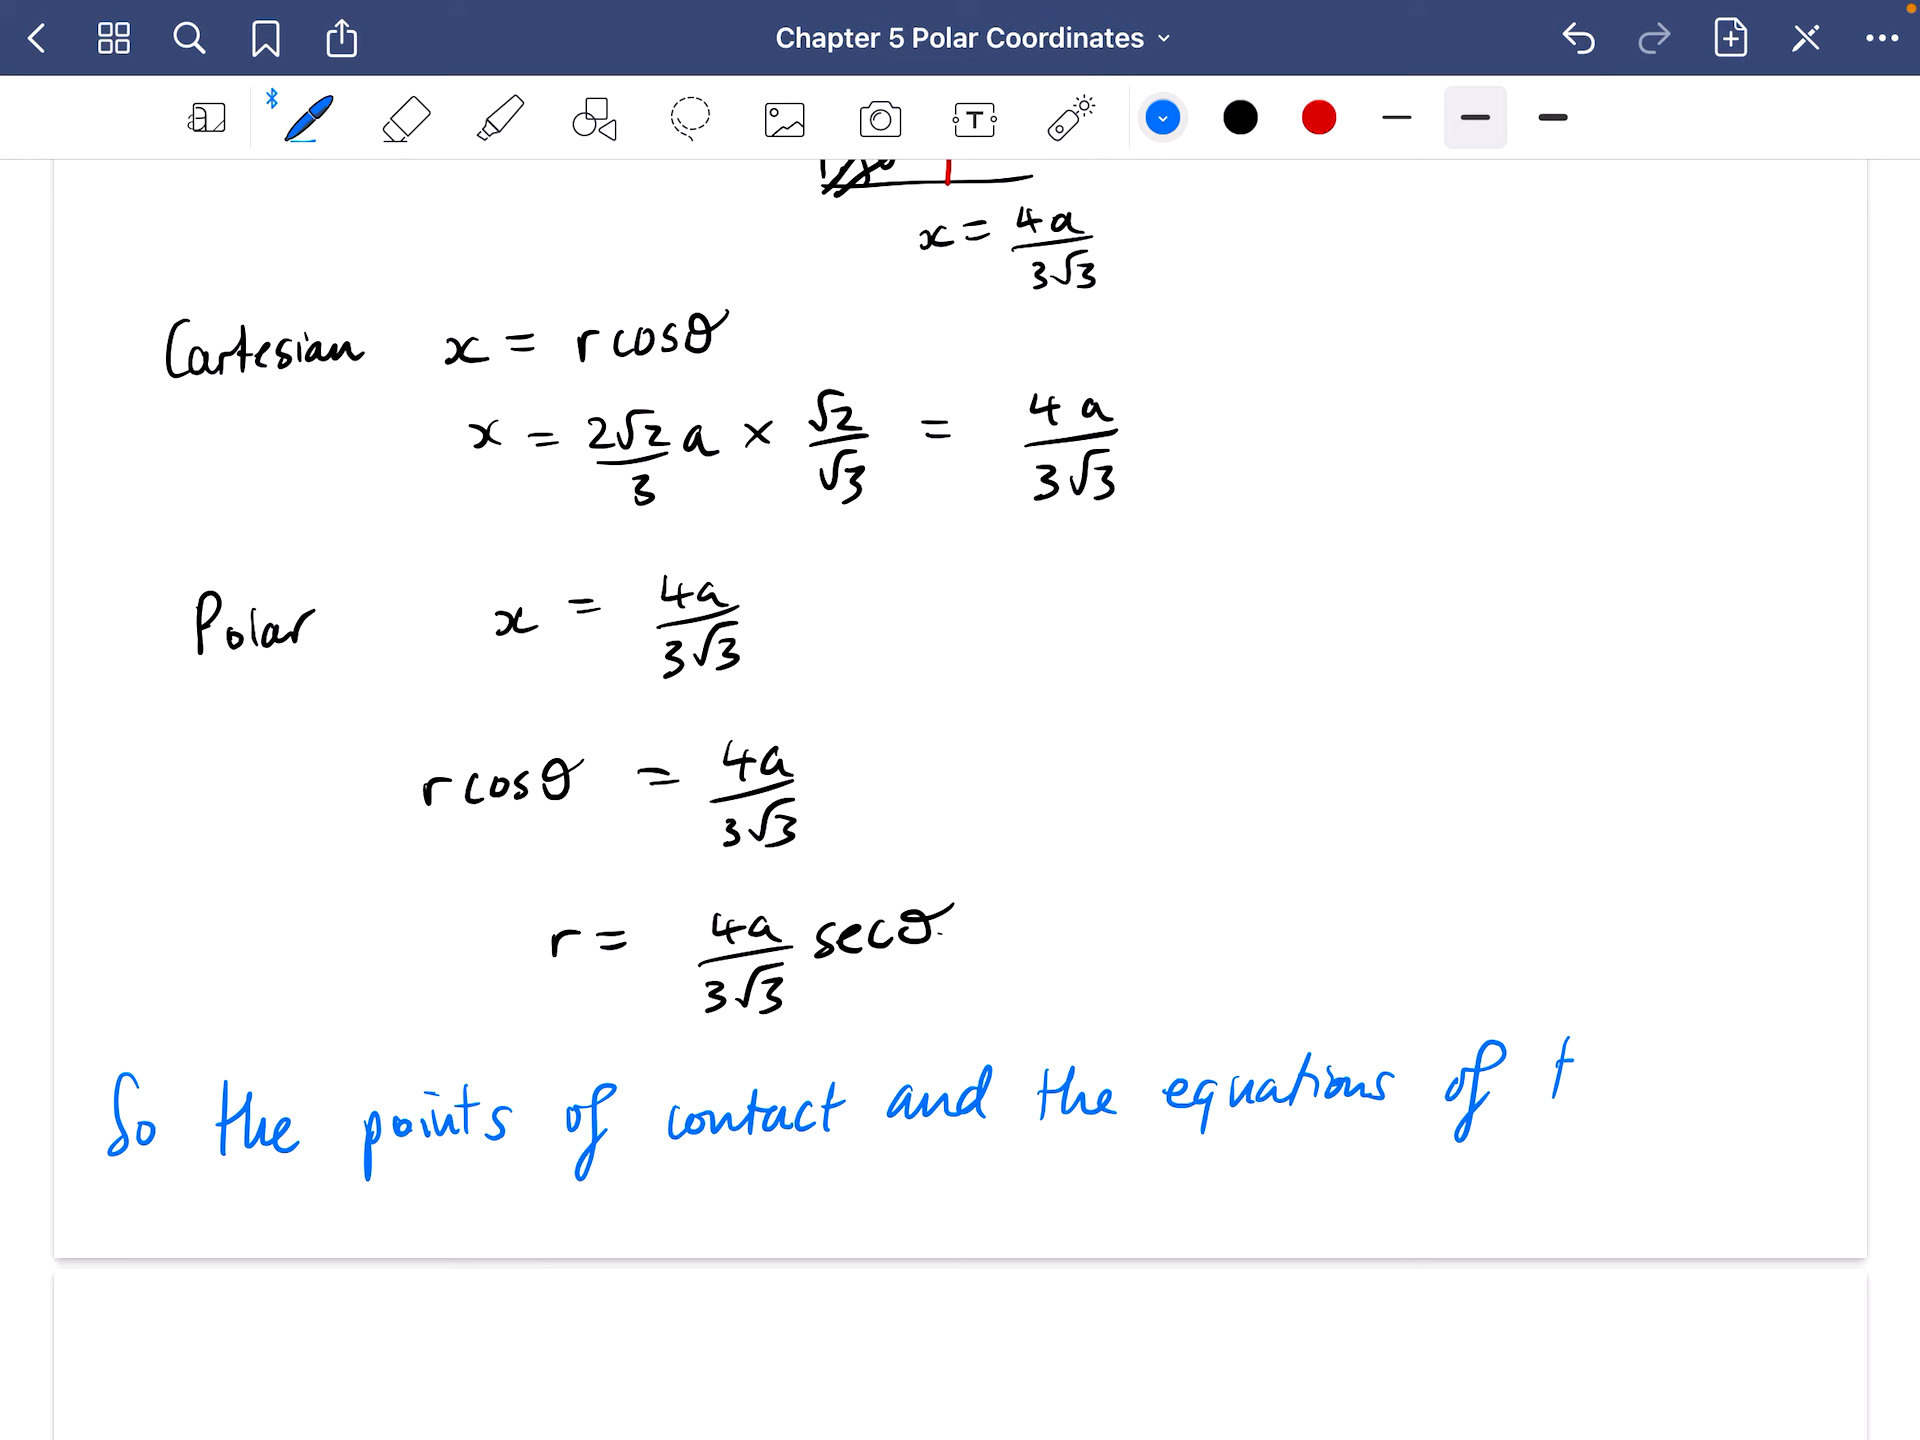 Chapter 5 Polar Coordinates
x = 4a / 3√3
Cartesian x = r cosθ
x = 2√2/3 a × √2/√3 = 4a / 3√3
Polar x = 4a / 3√3
r cosθ = 4a / 3√3
r = 4a / 3√3 secθ.
So the points of contact and the equations of t